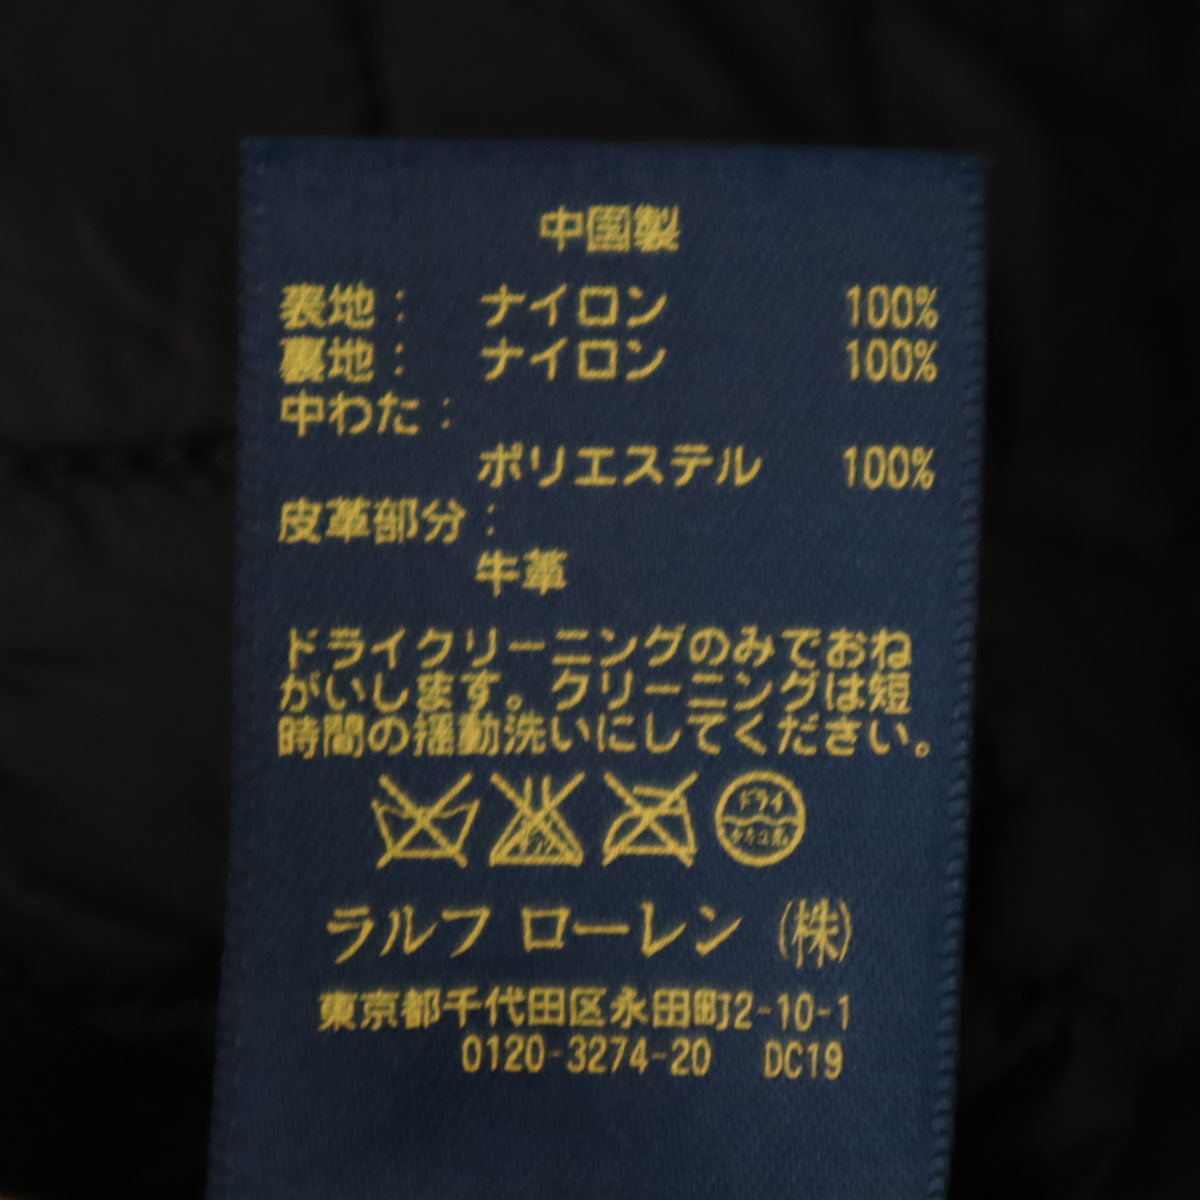 中国製
表地: ナイロン 100%
裏地: ナイロン 100%
中わた:
ポリエステル 100%
皮革部分:
牛革
ドライクリーニングのみでおね
がいします。クリーニングは短
時間の揺動洗いにしてください。
ドライ
ラルフ ローレン (株)
東京都千代田区永田町2-10-1
0120-3274-20 DC19